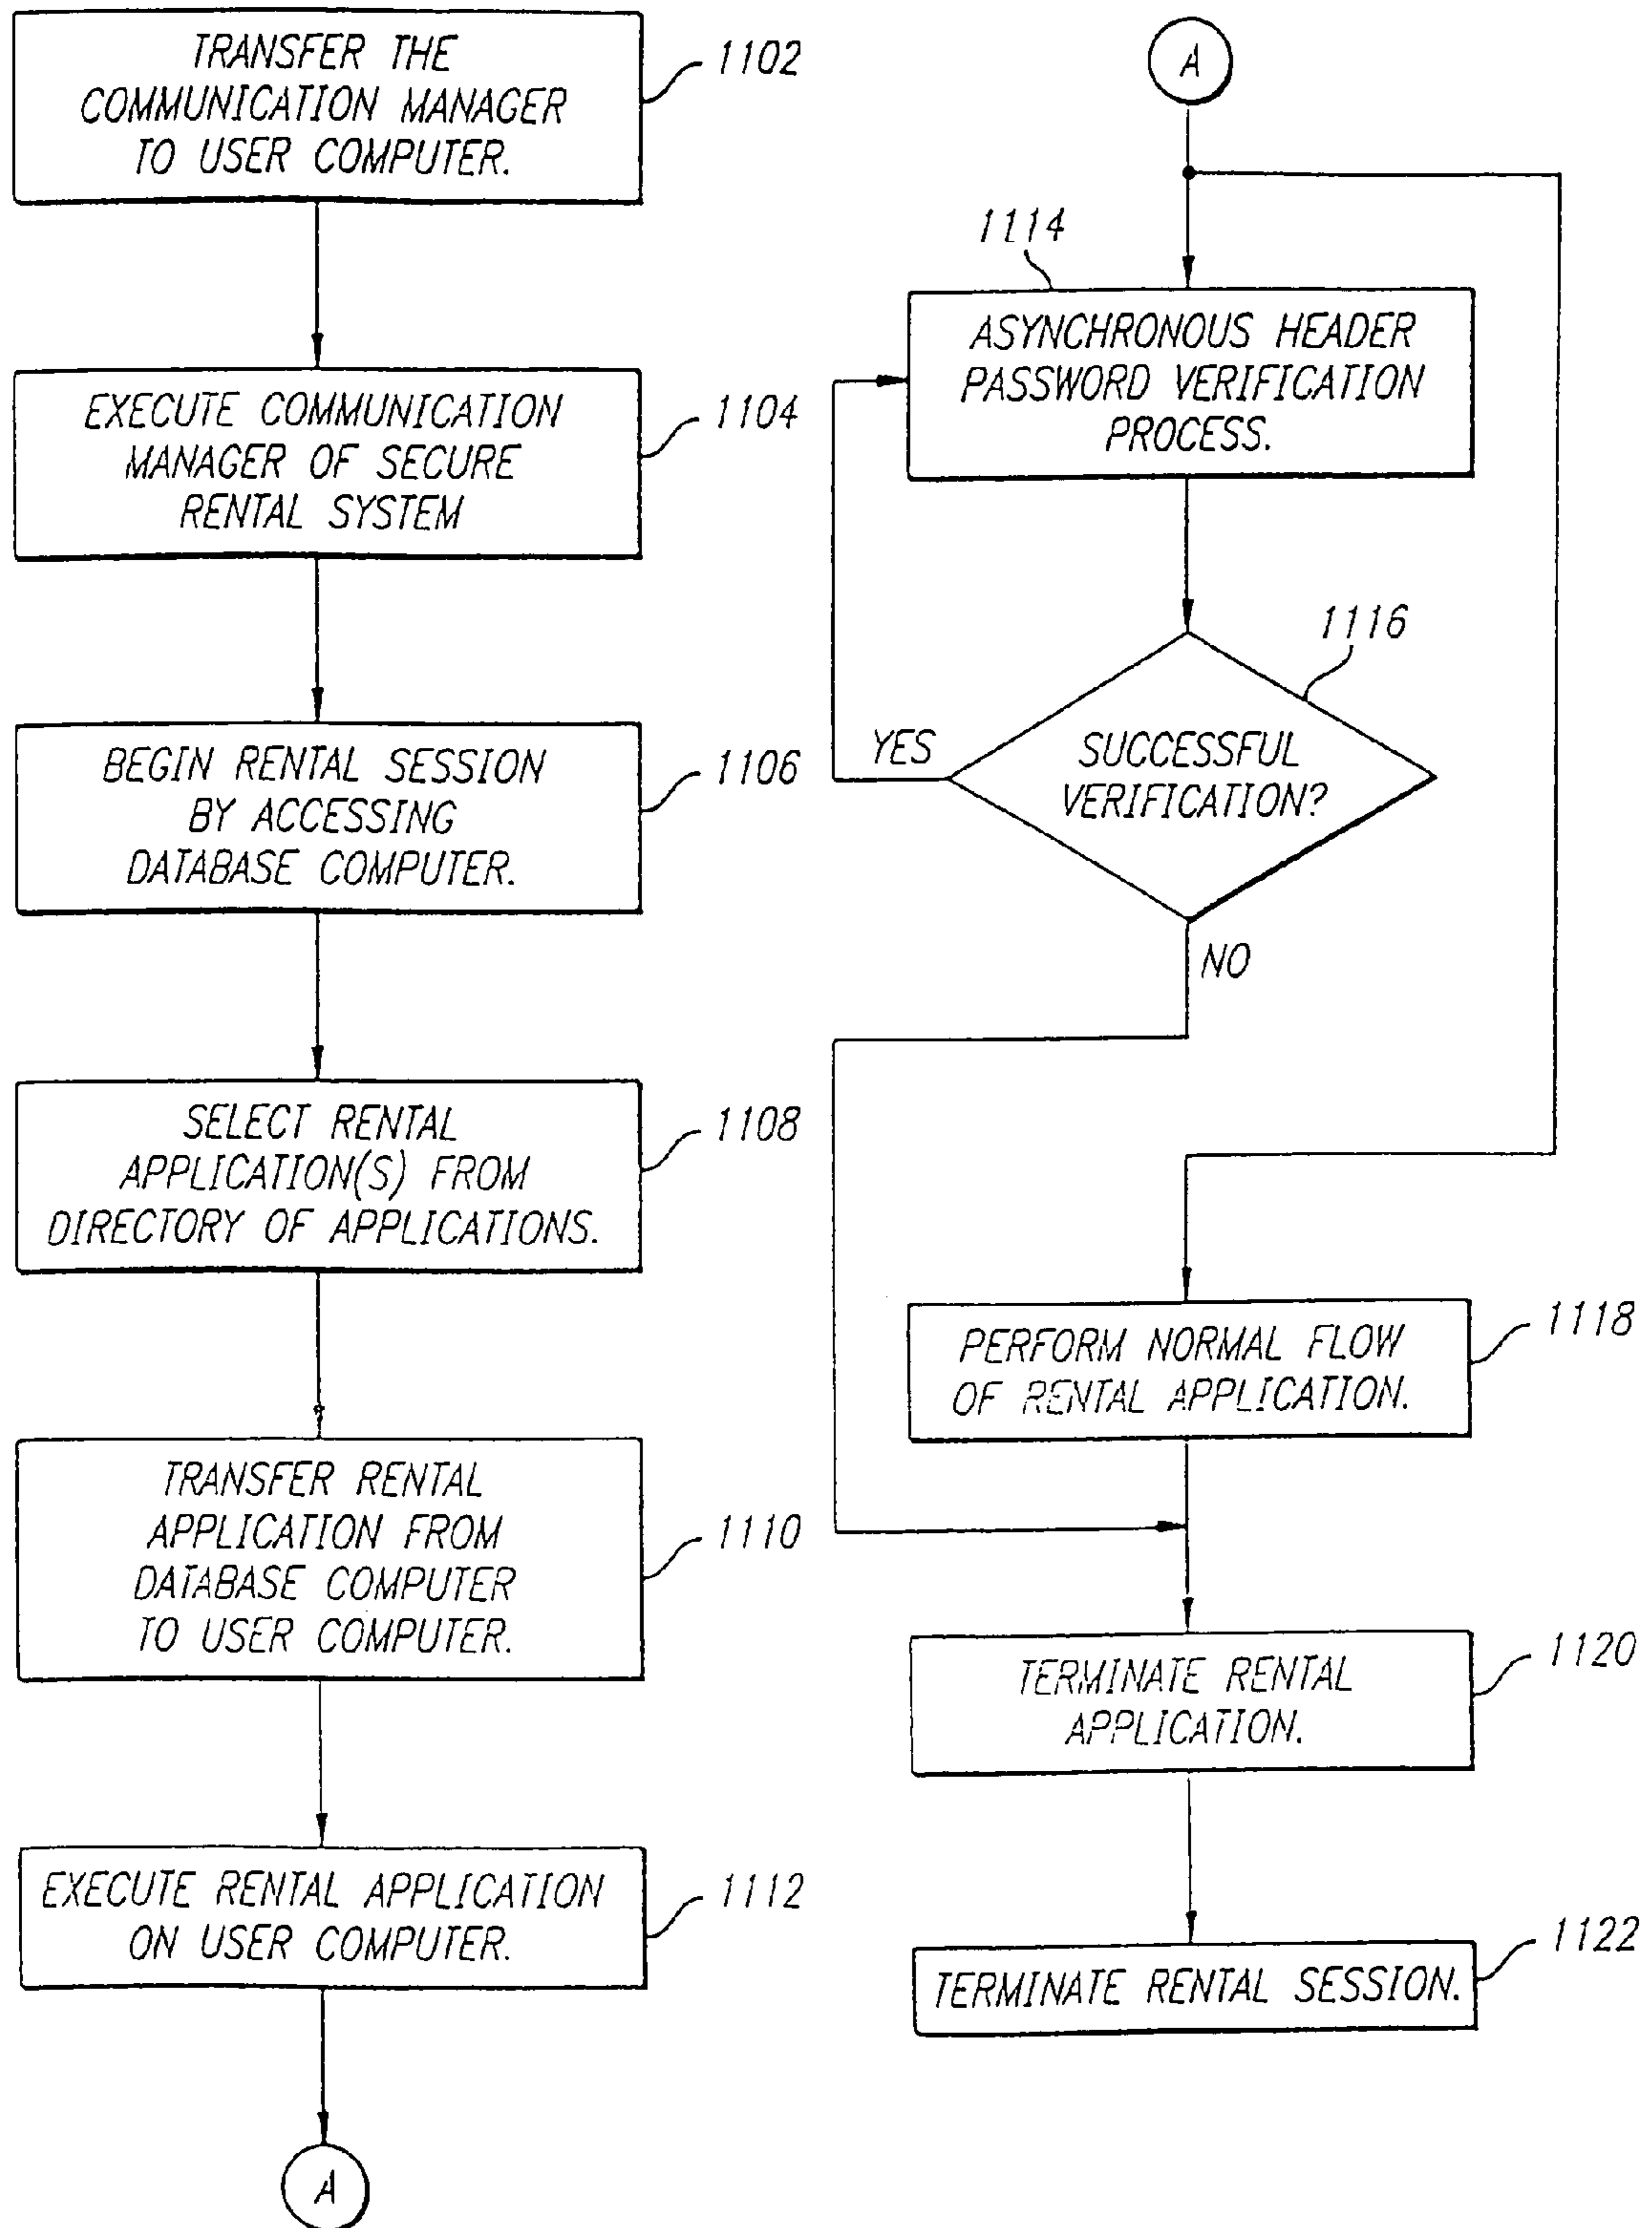 TRANSFER THE
COMMUNICATION MANAGER
TO USER COMPUTER.
1102
EXECUTE COMMUNICATION
MANAGER OF SECURE
RENTAL SYSTEM
1104
BEGIN RENTAL SESSION
BY ACCESSING
DATABASE COMPUTER.
1106
SELECT RENTAL
APPLICATION(S) FROM
DIRECTORY OF APPLICATIONS.
1108
TRANSFER RENTAL
APPLICATION FROM
DATABASE COMPUTER
TO USER COMPUTER.
1110
EXECUTE RENTAL APPLICATION
ON USER COMPUTER.
1112
A
A
1114
ASYNCHRONOUS HEADER
PASSWORD VERIFICATION
PROCESS.
1116
YES
SUCCESSFUL
VERIFICATION?
NO
PERFORM NORMAL FLOW
OF RENTAL APPLICATION.
1118
TERMINATE RENTAL
APPLICATION.
1120
TERMINATE RENTAL SESSION.
1122